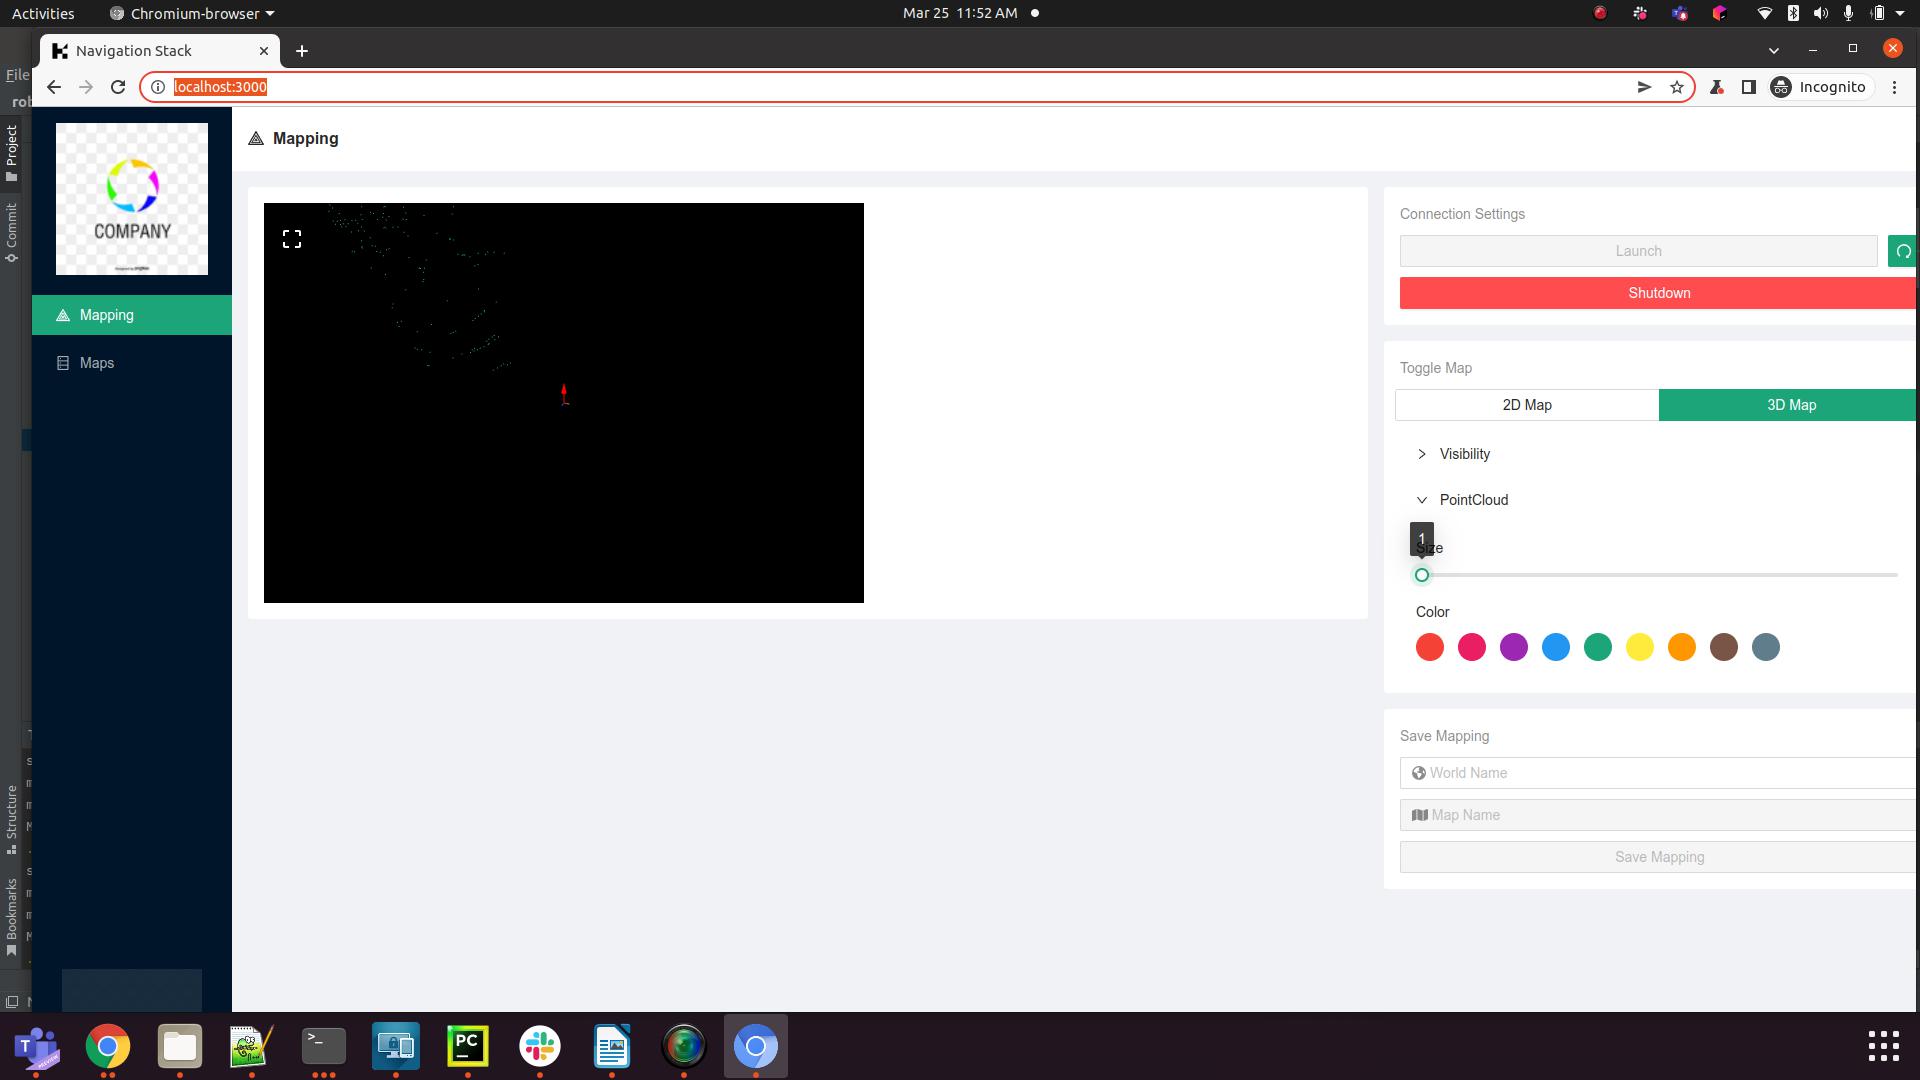 Activities
Chromium-browser
Mar 25 11:52 AM
Navigation Stack
File
localhost:3000
Incognito
Project
Commit
Structure
Bookmarks
COMPANY
Mapping
Maps
Mapping
Connection Settings
Launch
Shutdown
Toggle Map
2D Map
3D Map
Visibility
PointCloud
1
Size
Color
Save Mapping
World Name
Map Name
Save Mapping
T
PREVIEW
>_
PC